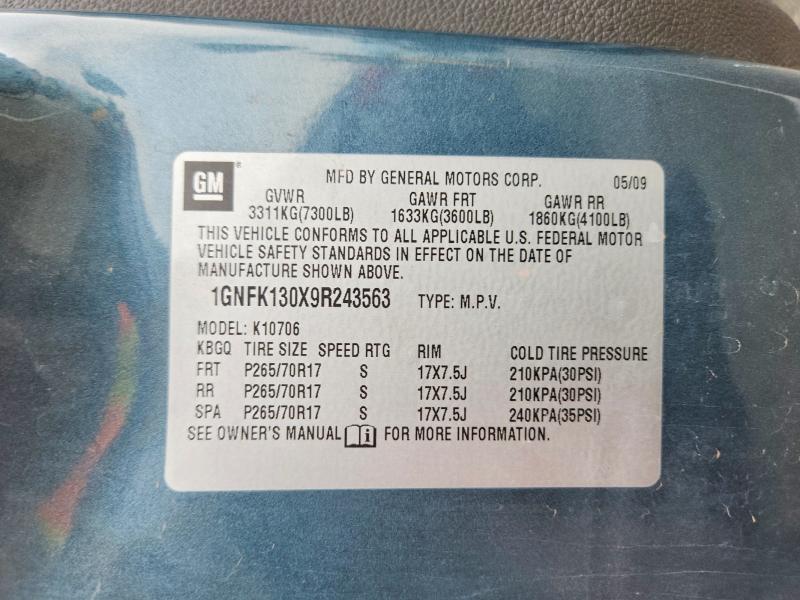 GM
MFD BY GENERAL MOTORS CORP. 05/09
GVWR GAWR FRT GAWR RR
3311KG(7300LB) 1633KG(3600LB) 1860KG(4100LB)
THIS VEHICLE CONFORMS TO ALL APPLICABLE U.S. FEDERAL MOTOR
VEHICLE SAFETY STANDARDS IN EFFECT ON THE DATE OF
MANUFACTURE SHOWN ABOVE.
1GNFK130X9R243563 TYPE: M.P.V.
MODEL: K10706
KBGQ TIRE SIZE SPEED RTG RIM COLD TIRE PRESSURE
FRT P265/70R17 S 17X7.5J 210KPA(30PSI)
RR P265/70R17 S 17X7.5J 210KPA(30PSI)
SPA P265/70R17 S 17X7.5J 240KPA(35PSI)
SEE OWNER'S MANUAL i FOR MORE INFORMATION.